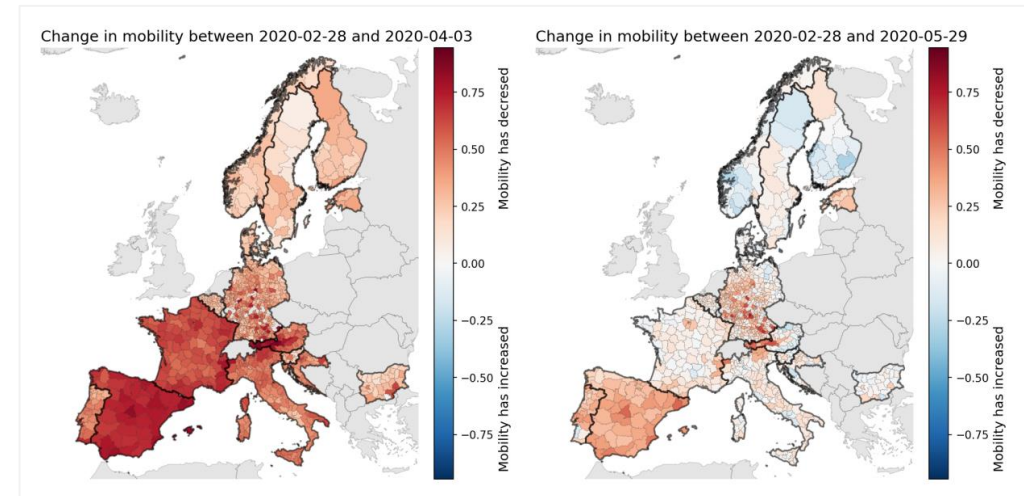 Change in mobility between 2020-02-28 and 2020-04-03
0.75
0.50
0.25
0.00
−0.25
−0.50
−0.75
Mobility has decresed
Mobility has increased
Change in mobility between 2020-02-28 and 2020-05-29
0.75
0.50
0.25
0.00
−0.25
−0.50
−0.75
Mobility has decresed
Mobility has increased